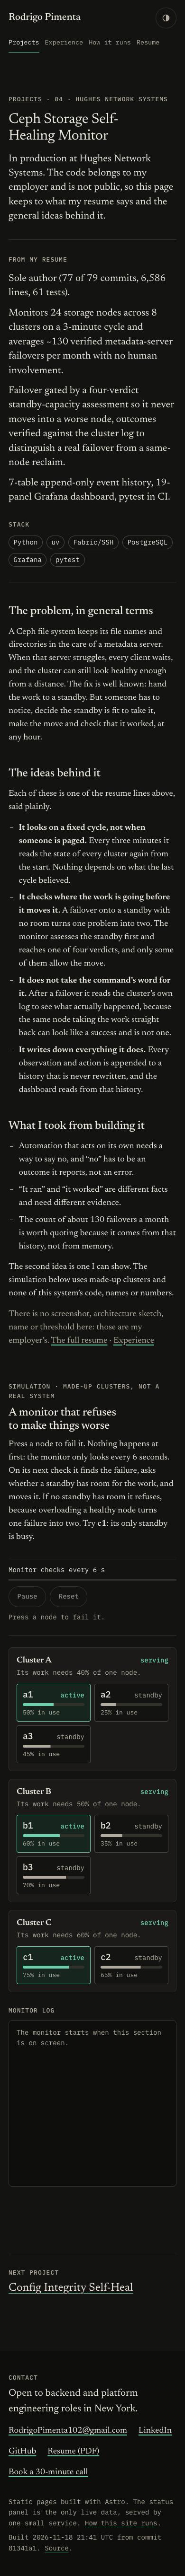 Rodrigo Pimenta
Projects Experience How it runs Resume
PROJECTS · 04 · HUGHES NETWORK SYSTEMS
Ceph Storage Self-
Healing Monitor
In production at Hughes Network
Systems. The code belongs to my
employer and is not public, so this page
keeps to what my resume says and the
general ideas behind it.
FROM MY RESUME
Sole author (77 of 79 commits, 6,586
lines, 61 tests).
Monitors 24 storage nodes across 8
clusters on a 3-minute cycle and
averages ~130 verified metadata-server
failovers per month with no human
involvement.
Failover gated by a four-verdict
standby-capacity assessment so it never
moves into a worse node, outcomes
verified against the cluster log to
distinguish a real failover from a same-
node reclaim.
7-table append-only event history, 19-
panel Grafana dashboard, pytest in CI.
STACK
Python uv Fabric/SSH PostgreSQL
Grafana pytest
The problem, in general terms
A Ceph file system keeps its file names and
directories in the care of a metadata server.
When that server struggles, every client waits,
and the cluster can still look healthy enough
from a distance. The fix is well known: hand
the work to a standby. But someone has to
notice, decide the standby is fit to take it,
make the move and check that it worked, at
any hour.
The ideas behind it
Each of these is one of the resume lines above,
said plainly.
– It looks on a fixed cycle, not when
someone is paged. Every three minutes it
reads the state of every cluster again from
the start. Nothing depends on what the last
cycle believed.
– It checks where the work is going before
it moves it. A failover onto a standby with
no room turns one problem into two. The
monitor assesses the standby first and
reaches one of four verdicts, and only some
of them allow the move.
– It does not take the command's word for
it. After a failover it reads the cluster's own
log to see what actually happened, because
the same node taking its own work straight
back can look like a success and is not one.
– It writes down everything it does. Every
observation and action is appended to a
history that is never rewritten, and the
dashboard reads from that history.
What I took from building it
– Automation that acts on its own needs a
way to say no, and “no” has to be an
outcome it reports, not an error.
– “It ran” and “it worked” are different facts
and need different evidence.
– The count of about 130 failovers a month
is worth quoting because it comes from that
history, not from memory.
The second idea is one I can show. The
simulation below uses made-up clusters and
none of this system's code, names or numbers.
There is no screenshot, architecture sketch,
name or threshold here: those are my
employer's. The full resume · Experience
SIMULATION · MADE-UP CLUSTERS, NOT A
REAL SYSTEM
A monitor that refuses
to make things worse
Press a node to fail it. Nothing happens at
first: the monitor only looks every 6 seconds.
On its next check it finds the failure, asks
whether a standby has room for the work, and
moves it. If no standby has room it refuses,
because overloading a healthy node turns
one failure into two. Try c1: its only standby
is busy.
Monitor checks every 6 s
Pause Reset
Press a node to fail it.
Cluster A serving
Its work needs 40% of one node.
a1 active a2 standby
50% in use 25% in use
a3 standby
45% in use
Cluster B serving
Its work needs 50% of one node.
b1 active b2 standby
60% in use 35% in use
b3 standby
70% in use
Cluster C serving
Its work needs 60% of one node.
c1 active c2 standby
75% in use 65% in use
MONITOR LOG
The monitor starts when this section
is on screen.
NEXT PROJECT
Config Integrity Self-Heal
CONTACT
Open to backend and platform
engineering roles in New York.
RodrigoPimenta102@gmail.com LinkedIn
GitHub Resume (PDF)
Book a 30-minute call
Static pages built with Astro. The status
panel is the only live data, served by
one small service. How this site runs.
Built 2026-11-18 21:41 UTC from commit
81341a1. Source.